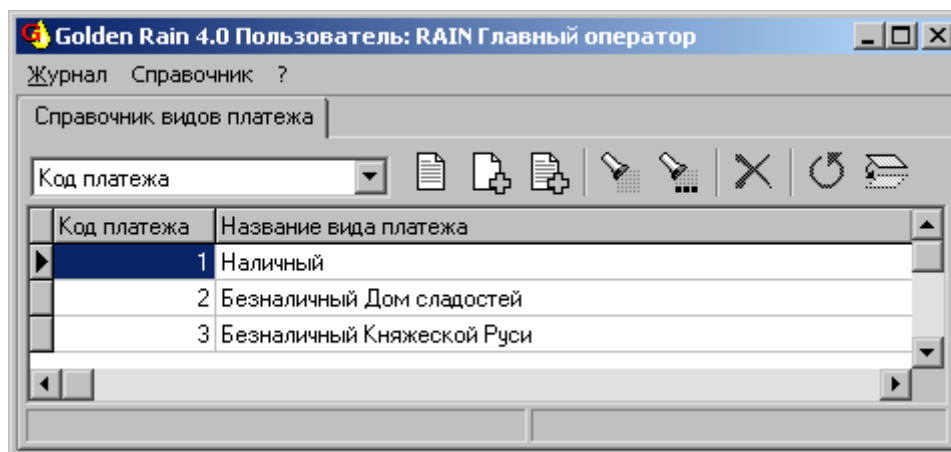 Golden Rain 4.0 Пользователь: RAIN Главный оператор
Журнал Справочник ?
Справочник видов платежа
Код платежа
Код платежа Название вида платежа
1 Наличный
2 Безналичный Дом сладостей
3 Безналичный Княжеской Руси